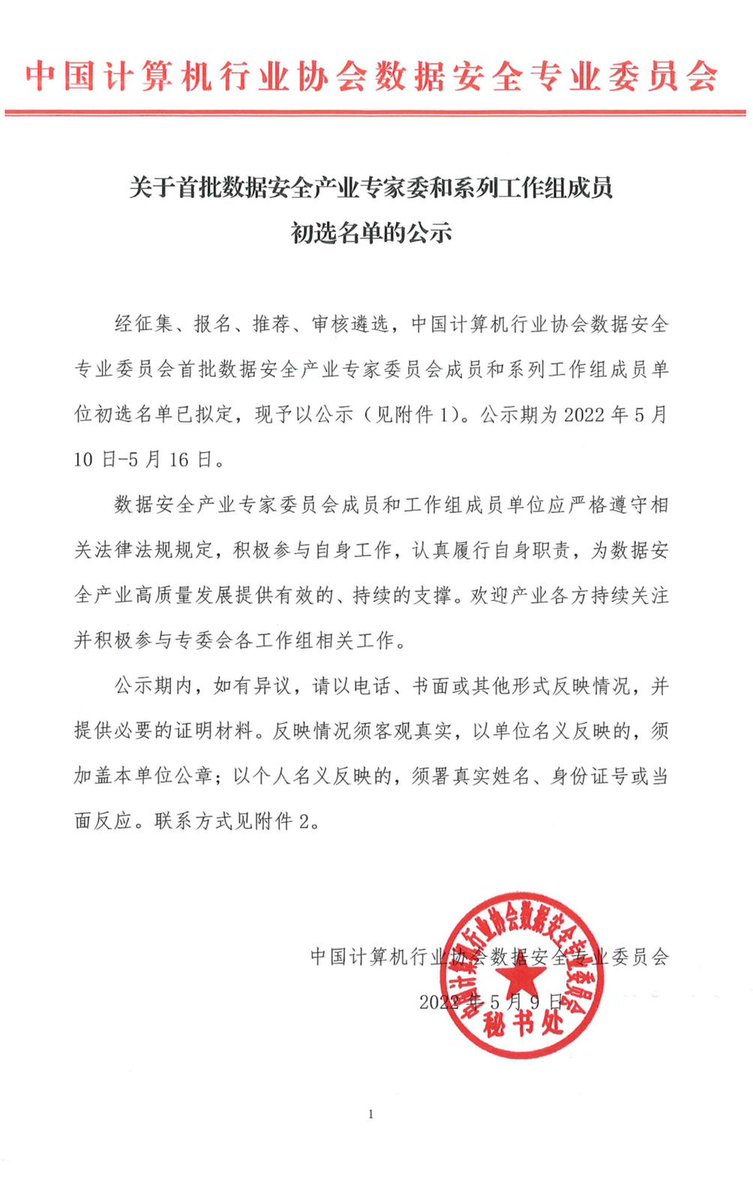 中国计算机行业协会数据安全专业委员会
关于首批数据安全产业专家委和系列工作组成员
初选名单的公示
经征集、报名、推荐、审核遴选，中国计算机行业协会数据安全
专业委员会首批数据安全产业专家委员会成员和系列工作组成员单
位初选名单已拟定，现予以公示（见附件1）。公示期为2022年5月
10日-5月16日。
数据安全产业专家委员会成员和工作组成员单位应严格遵守相
关法律法规规定，积极参与自身工作，认真履行自身职责，为数据安
全产业高质量发展提供有效的、持续的支撑。欢迎产业各方持续关注
并积极参与专委会各工作组相关工作。
公示期内，如有异议，请以电话、书面或其他形式反映情况，并
提供必要的证明材料。反映情况须客观真实，以单位名义反映的，须
加盖本单位公章；以个人名义反映的，须署真实姓名、身份证号或当
面反应。联系方式见附件2。
中国计算机行业协会数据安全专业委员会
2022年5月9日
中国计算机行业协会数据安全专业委员会
秘书处
1